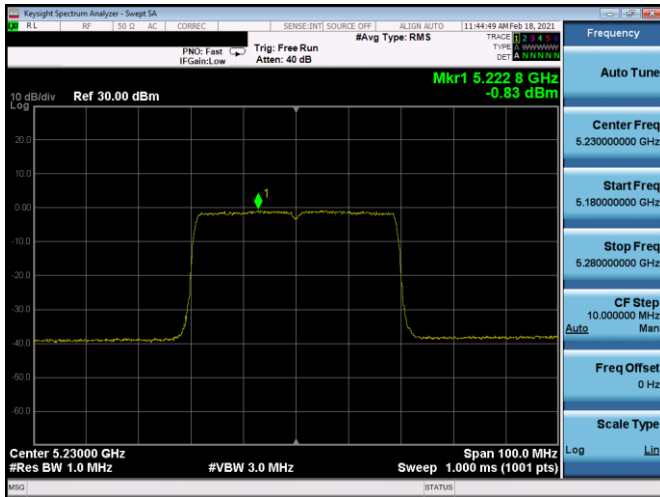 Keysight Spectrum Analyzer - Swept SA
RL RF 50 Ω AC CORREC SENSE:INT SOURCE OFF ALIGN AUTO 11:44:49 AM Feb 18, 2021
#Avg Type: RMS
TRACE 1 2 3 4 5 6
PNO: Fast Trig: Free Run TYPE A WWWWW
IFGain:Low Atten: 40 dB DET A N N N N N
Mkr1 5.222 8 GHz
10 dB/div Ref 30.00 dBm -0.83 dBm
Log
20.0
10.0
0.00
1
-10.0
-20.0
-30.0
-40.0
-50.0
-60.0
Center 5.23000 GHz Span 100.0 MHz
#Res BW 1.0 MHz #VBW 3.0 MHz Sweep 1.000 ms (1001 pts)
MSG STATUS
Frequency
Auto Tune
Center Freq
5.230000000 GHz
Start Freq
5.180000000 GHz
Stop Freq
5.280000000 GHz
CF Step
10.000000 MHz
Auto Man
Freq Offset
0 Hz
Scale Type
Log Lin